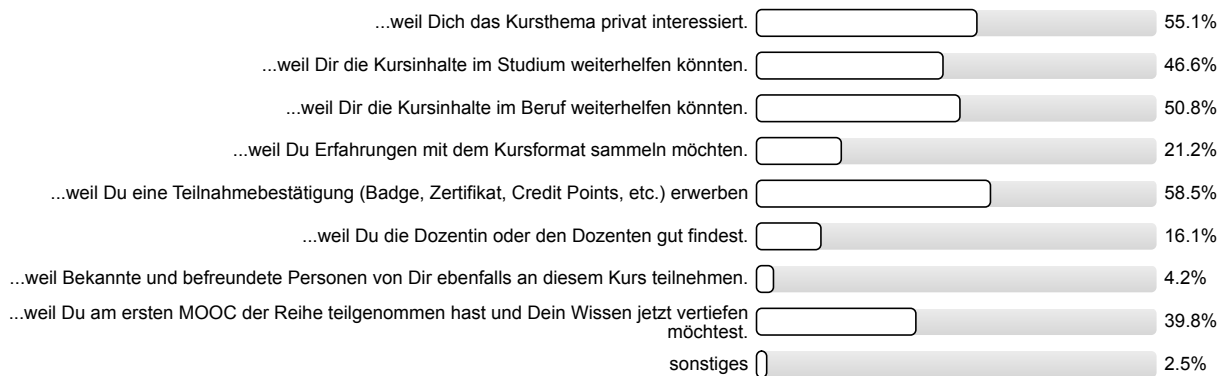 ...weil Dich das Kursthema privat interessiert. 55.1%
...weil Dir die Kursinhalte im Studium weiterhelfen könnten. 46.6%
...weil Dir die Kursinhalte im Beruf weiterhelfen könnten. 50.8%
...weil Du Erfahrungen mit dem Kursformat sammeln möchten. 21.2%
...weil Du eine Teilnahmebestätigung (Badge, Zertifikat, Credit Points, etc.) erwerben 58.5%
...weil Du die Dozentin oder den Dozenten gut findest. 16.1%
...weil Bekannte und befreundete Personen von Dir ebenfalls an diesem Kurs teilnehmen. 4.2%
...weil Du am ersten MOOC der Reihe teilgenommen hast und Dein Wissen jetzt vertiefen
möchtest. 39.8%
sonstiges 2.5%